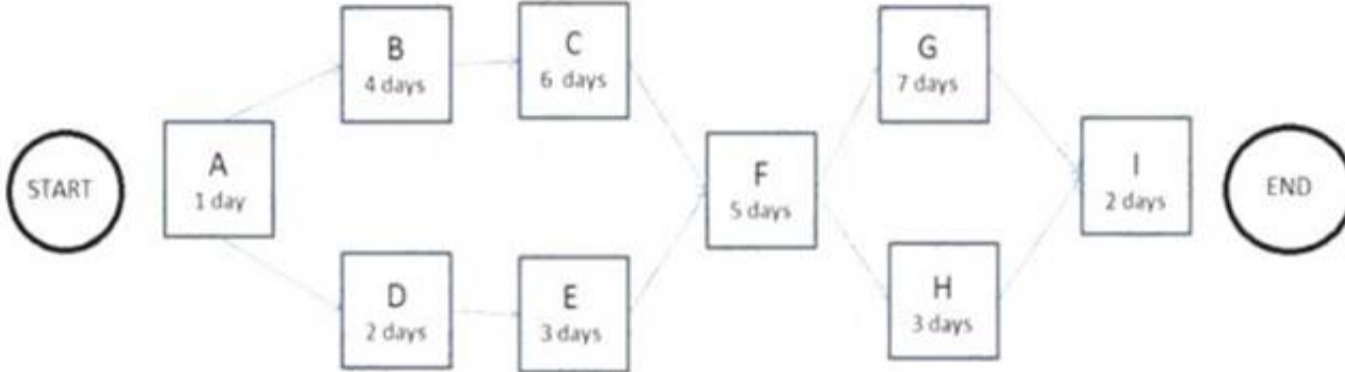 START
A
1 day
B
4 days
C
6 days
D
2 days
E
3 days
F
5 days
G
7 days
H
3 days
I
2 days
END